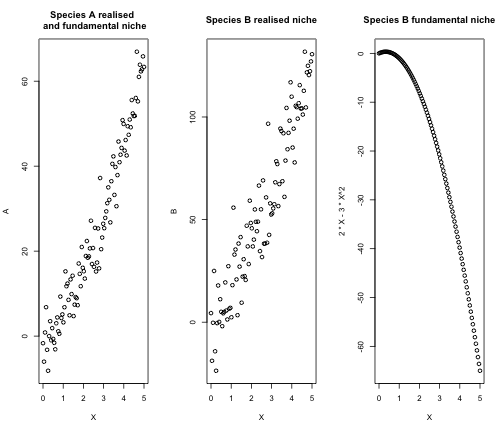 Species A realised
and fundamental niche
A
60
40
20
0
0 1 2 3 4 5
X
Species B realised niche
B
100
50
0
0 1 2 3 4 5
X
Species B fundamental niche
2 * X - 3 * X^2
0
-10
-20
-30
-40
-50
-60
0 1 2 3 4 5
X